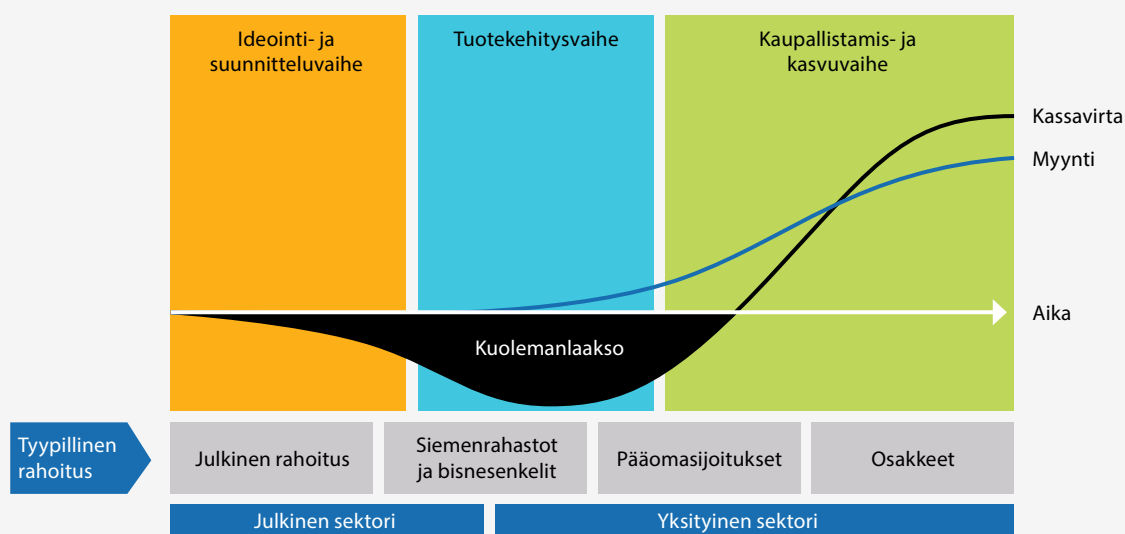 Ideointi- ja
suunnitteluvaihe
Tuotekehitysvaihe
Kaupallistamis- ja
kasvuvaihe
Kassavirta
Myynti
Aika
Kuolemanlaakso
Tyypillinen
rahoitus
Julkinen rahoitus
Siemenrahastot
ja bisnesenkelit
Pääomasijoitukset
Osakkeet
Julkinen sektori
Yksityinen sektori